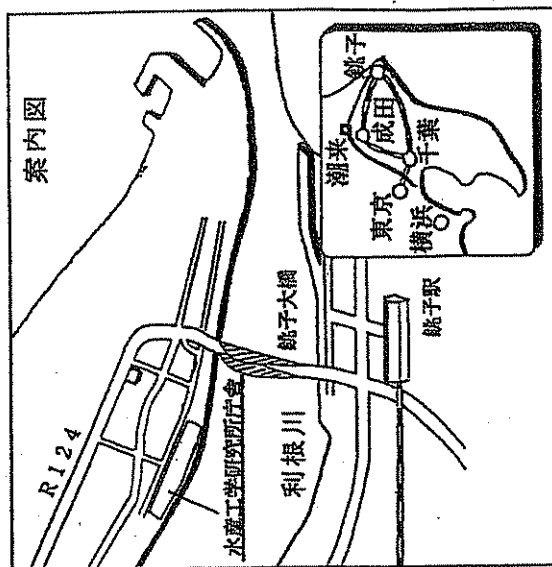 案内図
R124
水産工学研究所庁舎
利根川
銚子大橋
銚子駅
銚子
潮来
成田
千葉
東京
横浜